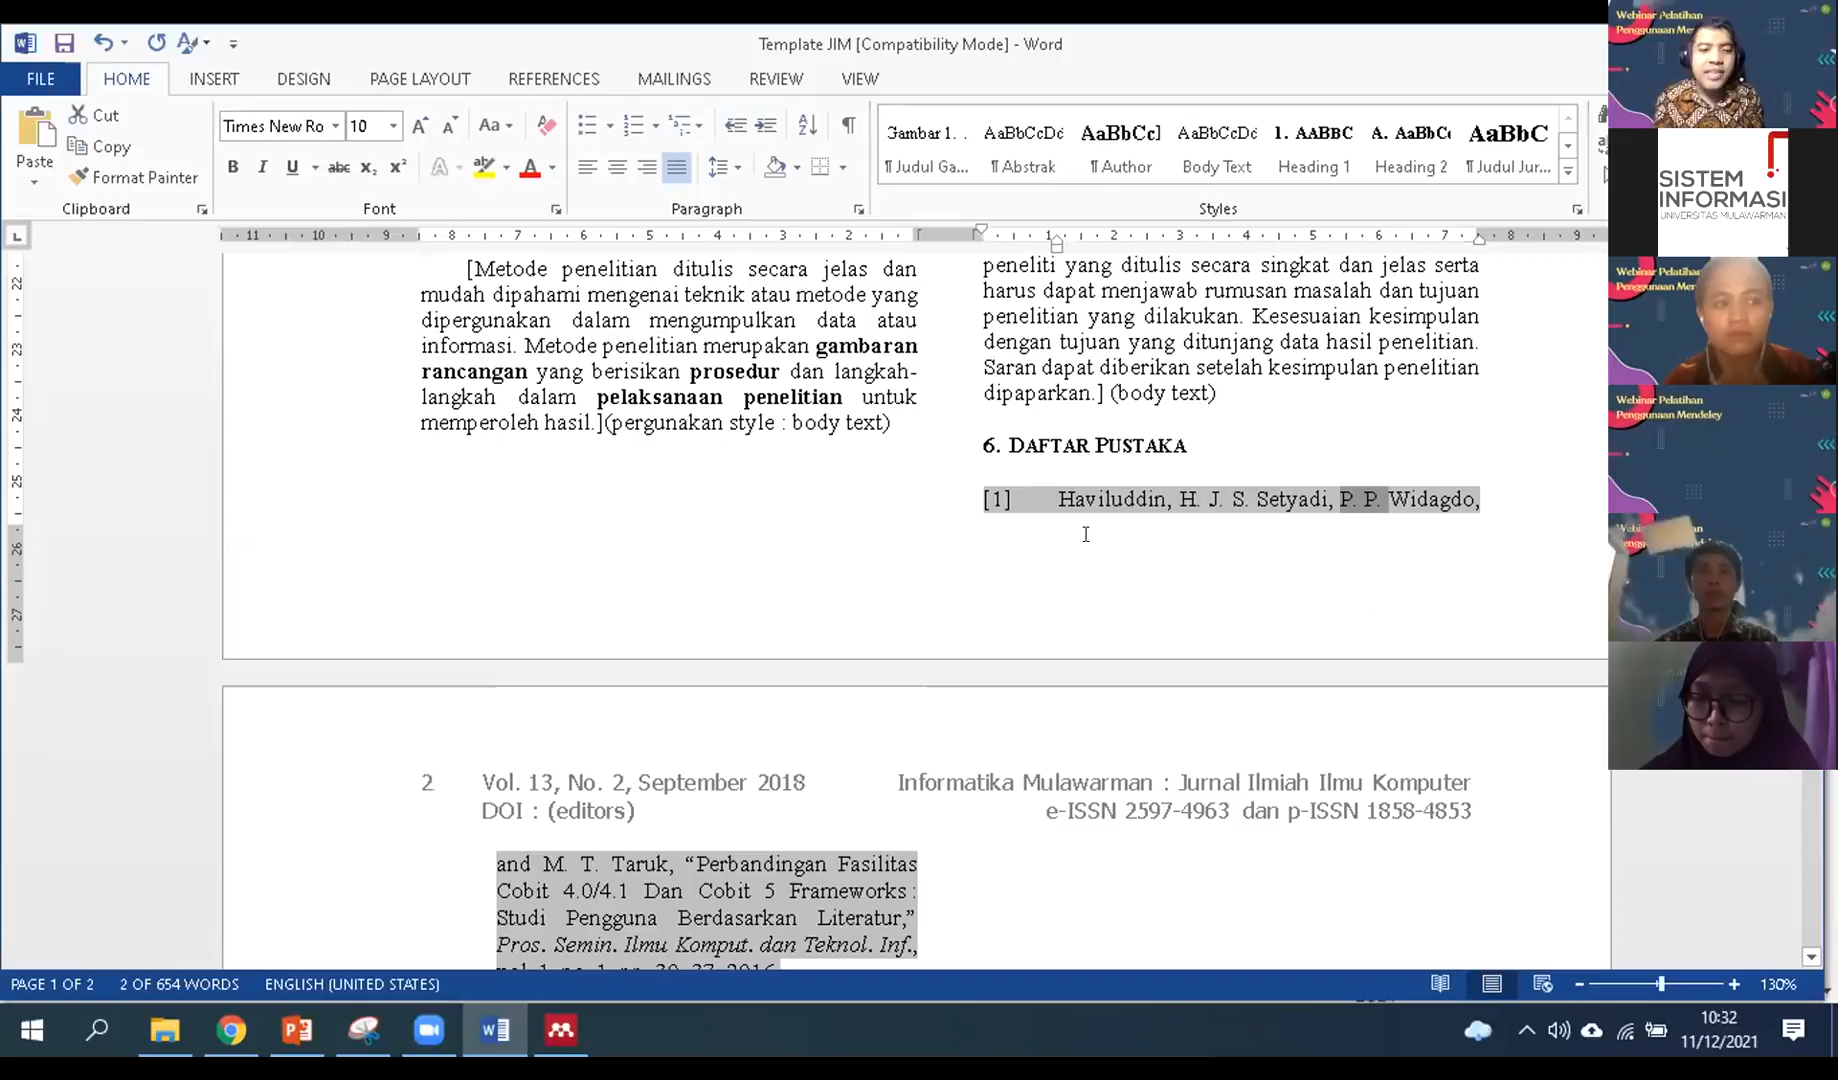 Template JIM [Compatibility Mode] - Word
FILE
HOME
INSERT
DESIGN
PAGE LAYOUT
REFERENCES
MAILINGS
REVIEW
VIEW
Paste
Cut
Copy
Format Painter
Clipboard
Times New Ro
10
Font
Paragraph
Gambar 1.
AaBbCcDc
AaBbCc]
AaBbCcDc
1. AABBC
A. AaBbCc
AaBbC
¶ Judul Ga...
¶ Abstrak
¶ Author
Body Text
Heading 1
Heading 2
¶ Judul Jur...
Styles
[Metode penelitian ditulis secara jelas dan
mudah dipahami mengenai teknik atau metode yang
dipergunakan dalam mengumpulkan data atau
informasi. Metode penelitian merupakan gambaran
rancangan yang berisikan prosedur dan langkah-
langkah dalam pelaksanaan penelitian untuk
memperoleh hasil.](pergunakan style : body text)
peneliti yang ditulis secara singkat dan jelas serta
harus dapat menjawab rumusan masalah dan tujuan
penelitian yang dilakukan. Kesesuaian kesimpulan
dengan tujuan yang ditunjang data hasil penelitian.
Saran dapat diberikan setelah kesimpulan penelitian
dipaparkan.] (body text)
6. DAFTAR PUSTAKA
[1] Haviluddin, H. J. S. Setyadi, P. P. Widagdo,
2 Vol. 13, No. 2, September 2018
DOI : (editors)
Informatika Mulawarman : Jurnal Ilmiah Ilmu Komputer
e-ISSN 2597-4963 dan p-ISSN 1858-4853
and M. T. Taruk, “Perbandingan Fasilitas
Cobit 4.0/4.1 Dan Cobit 5 Frameworks :
Studi Pengguna Berdasarkan Literatur,”
Pros. Semin. Ilmu Komput. dan Teknol. Inf.,
PAGE 1 OF 2
2 OF 654 WORDS
ENGLISH (UNITED STATES)
130%
10:32
11/12/2021
Webinar Pelatihan
SISTEM
INFORMASI
UNIVERSITAS MULAWARMAN
Webinar Pelatihan
Webinar Pelatihan
Penggunaan Mendeley